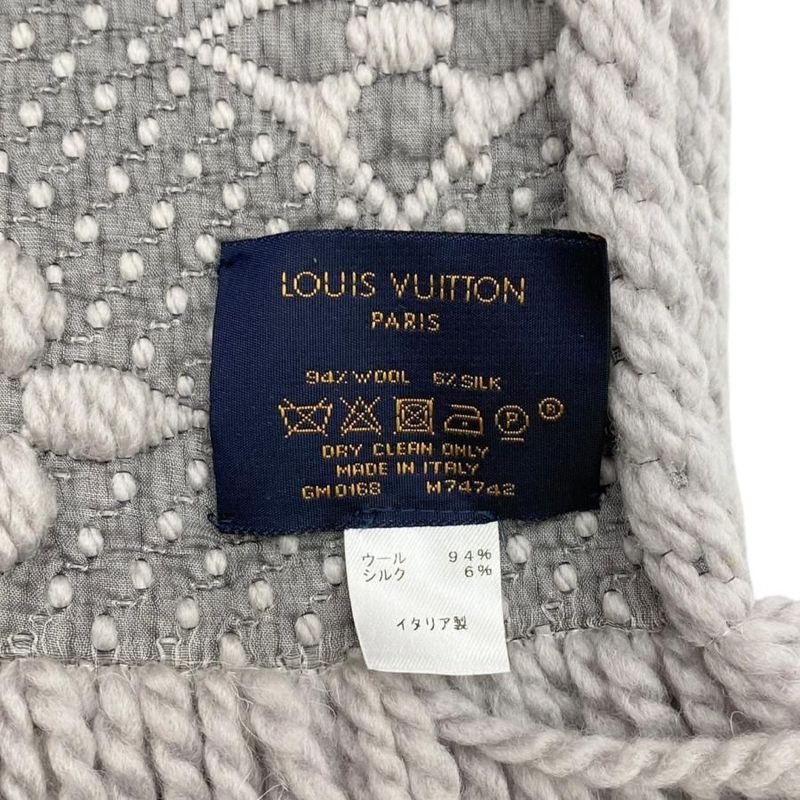 LOUIS VUITTON
PARIS
94% WOOL 6% SILK
P ®
DRY CLEAN ONLY
MADE IN ITALY
GM0168 M74742
ウール 94%
シルク 6%
イタリア製